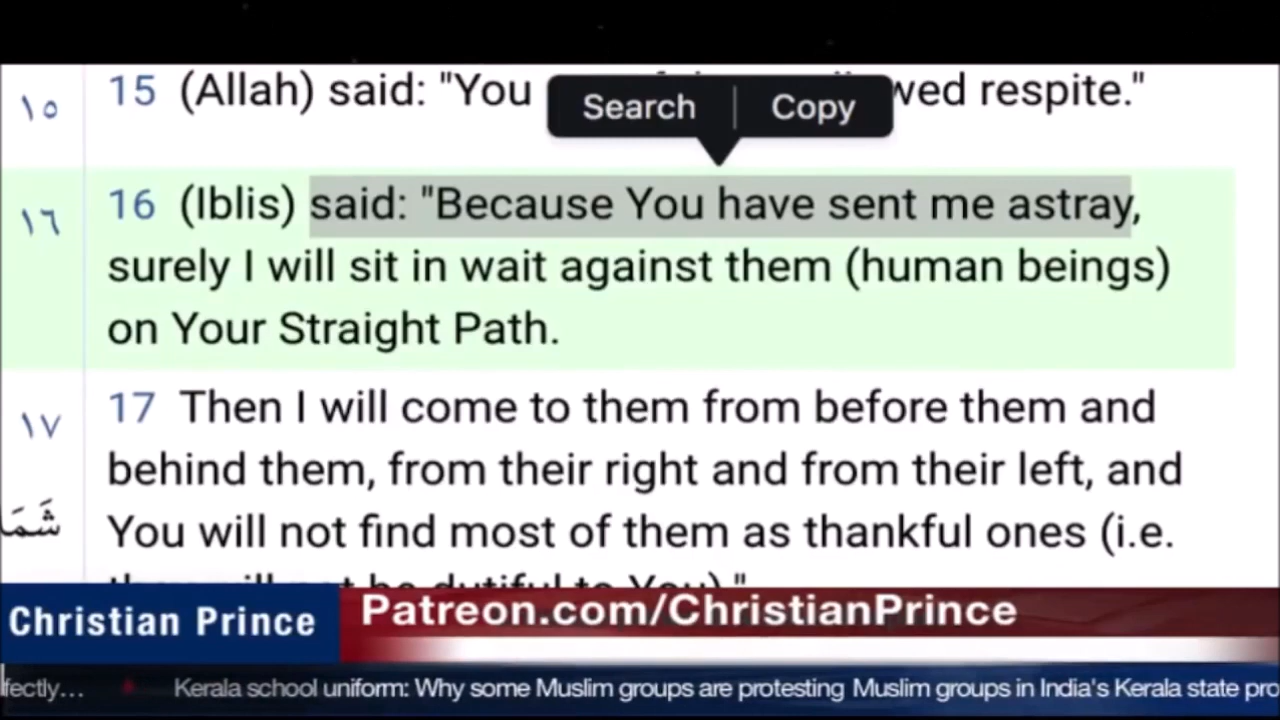 ١٥ 15 (Allah) said: "You wed respite."
Search | Copy
١٦ 16 (Iblis) said: "Because You have sent me astray,
surely I will sit in wait against them (human beings)
on Your Straight Path.
١٧ 17 Then I will come to them from before them and
behind them, from their right and from their left, and
شَمَا You will not find most of them as thankful ones (i.e.
Christian Prince
Patreon.com/ChristianPrince
fectly… Kerala school uniform: Why some Muslim groups are protesting Muslim groups in India's Kerala state pro